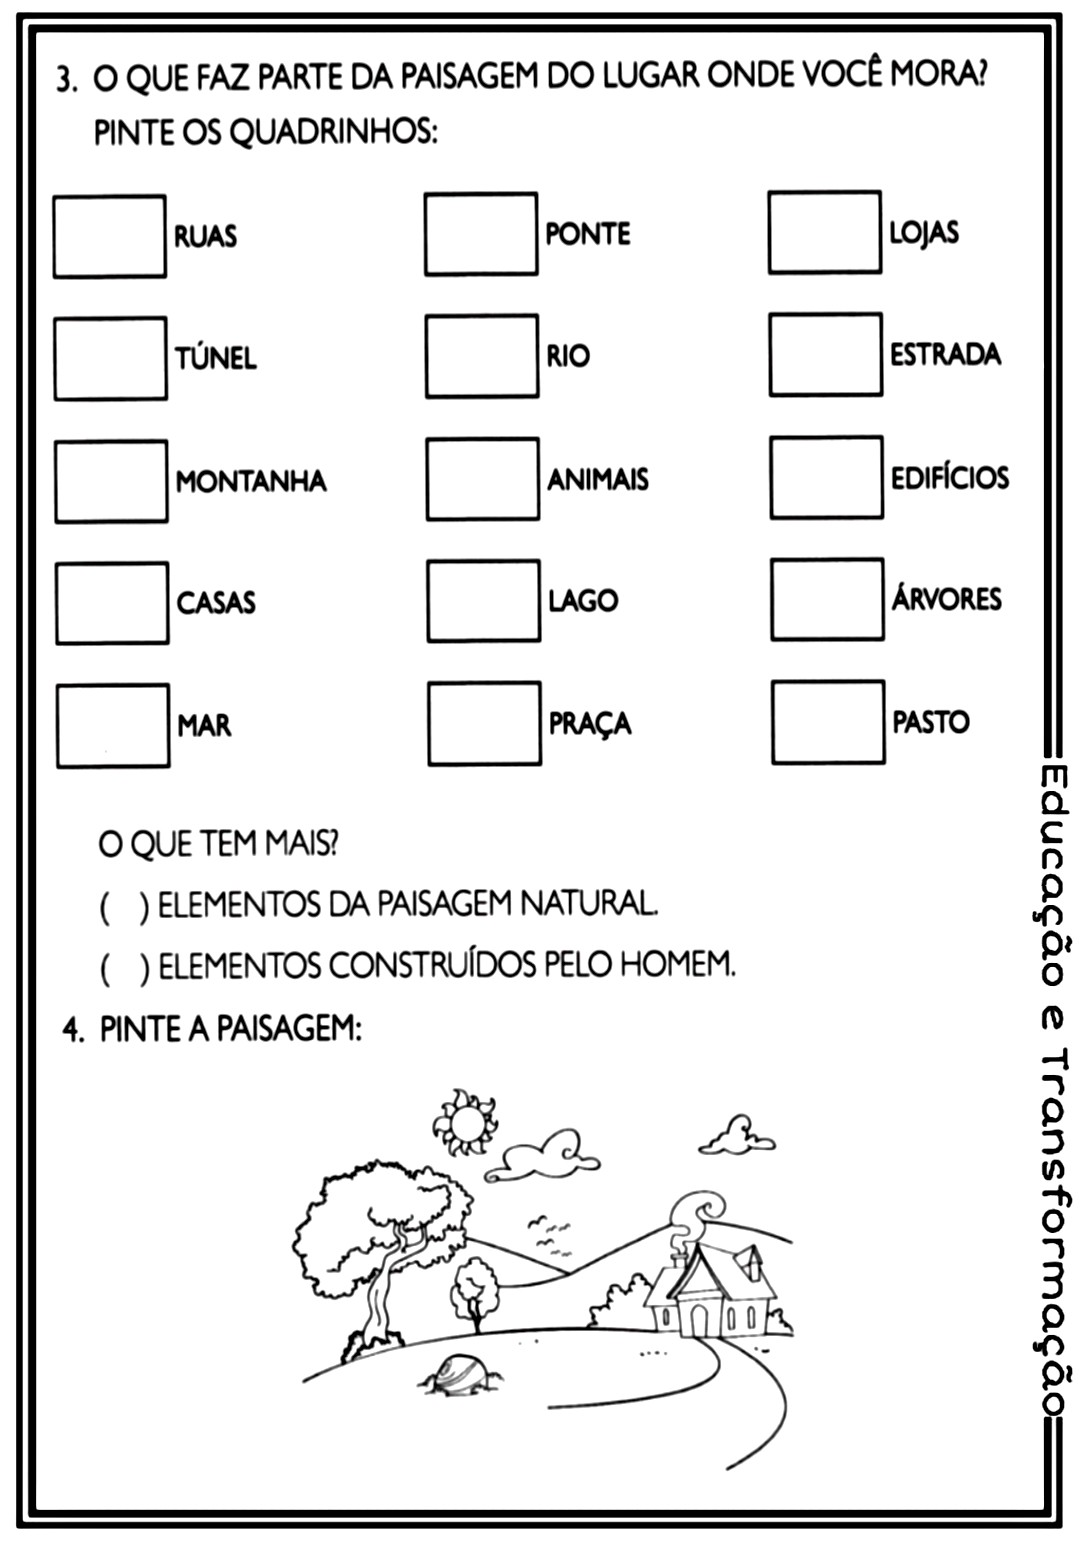 3. O QUE FAZ PARTE DA PAISAGEM DO LUGAR ONDE VOCÊ MORA?
PINTE OS QUADRINHOS:
RUAS PONTE LOJAS
TÚNEL RIO ESTRADA
MONTANHA ANIMAIS EDIFÍCIOS
CASAS LAGO ÁRVORES
MAR PRAÇA PASTO
O QUE TEM MAIS?
( ) ELEMENTOS DA PAISAGEM NATURAL.
( ) ELEMENTOS CONSTRUÍDOS PELO HOMEM.
4. PINTE A PAISAGEM:
Educação e Transformação